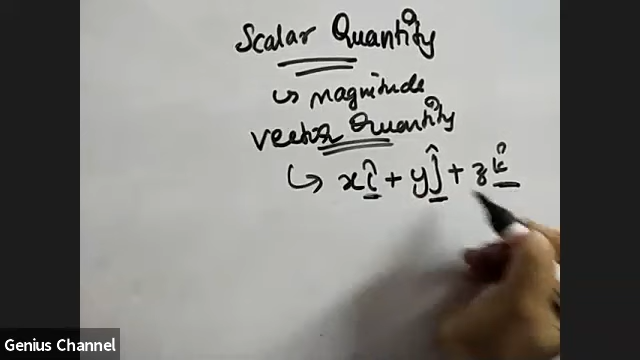 Scalar Quantity
↳ magnitude
Vector Quantity
↳ xî + yĵ + zk̂
Genius Channel